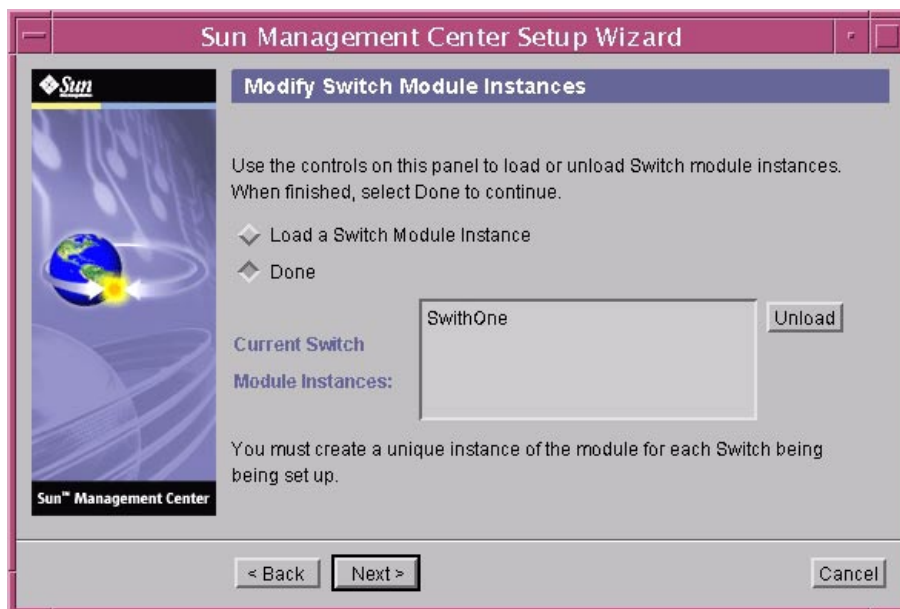 Sun Management Center Setup Wizard
Sun
Modify Switch Module Instances
Use the controls on this panel to load or unload Switch module instances.
When finished, select Done to continue.
Load a Switch Module Instance
Done
SwithOne
Unload
Current Switch
Module Instances:
You must create a unique instance of the module for each Switch being
being set up.
Sun™ Management Center
< Back
Next >
Cancel